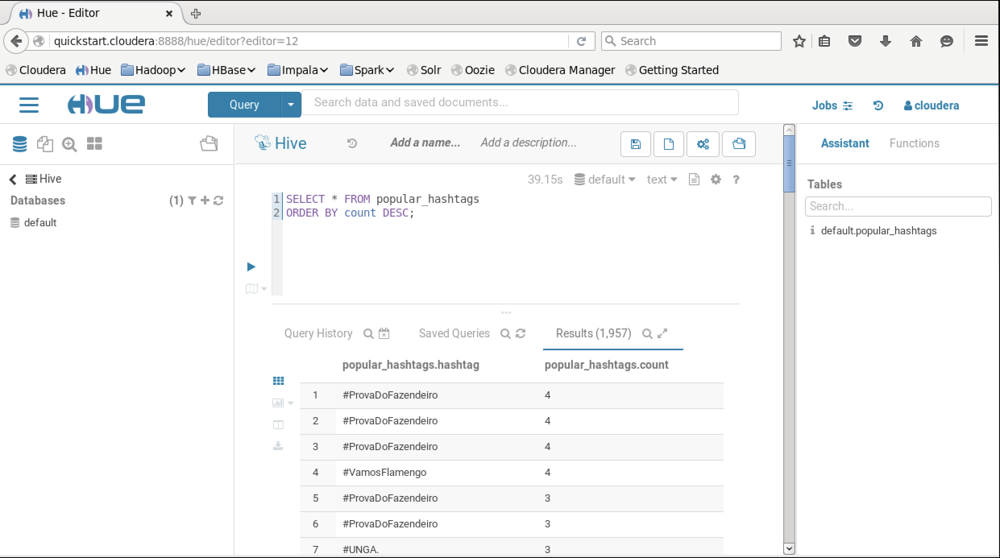 Hue - Editor
quickstart.cloudera:8888/hue/editor?editor=12
Search
Cloudera Hue Hadoop HBase Impala Spark Solr Oozie Cloudera Manager Getting Started
HUE Query Search data and saved documents... Jobs cloudera
Hive Add a name... Add a description... Assistant Functions
Hive
39.15s default text ?
Tables
Databases (1)
Search...
default
default.popular_hashtags
1 SELECT * FROM popular_hashtags
2 ORDER BY count DESC;
Query History Saved Queries Results (1,957)
popular_hashtags.hashtag popular_hashtags.count
1 #ProvaDoFazendeiro 4
2 #ProvaDoFazendeiro 4
3 #ProvaDoFazendeiro 4
4 #VamosFlamengo 4
5 #ProvaDoFazendeiro 3
6 #ProvaDoFazendeiro 3
7 #UNGA. 3